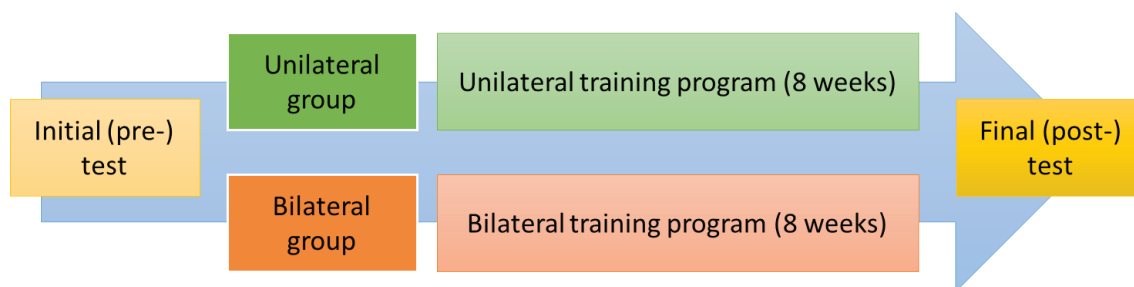 Initial (pre-)
test
Unilateral
group
Unilateral training program (8 weeks)
Bilateral
group
Bilateral training program (8 weeks)
Final (post-)
test